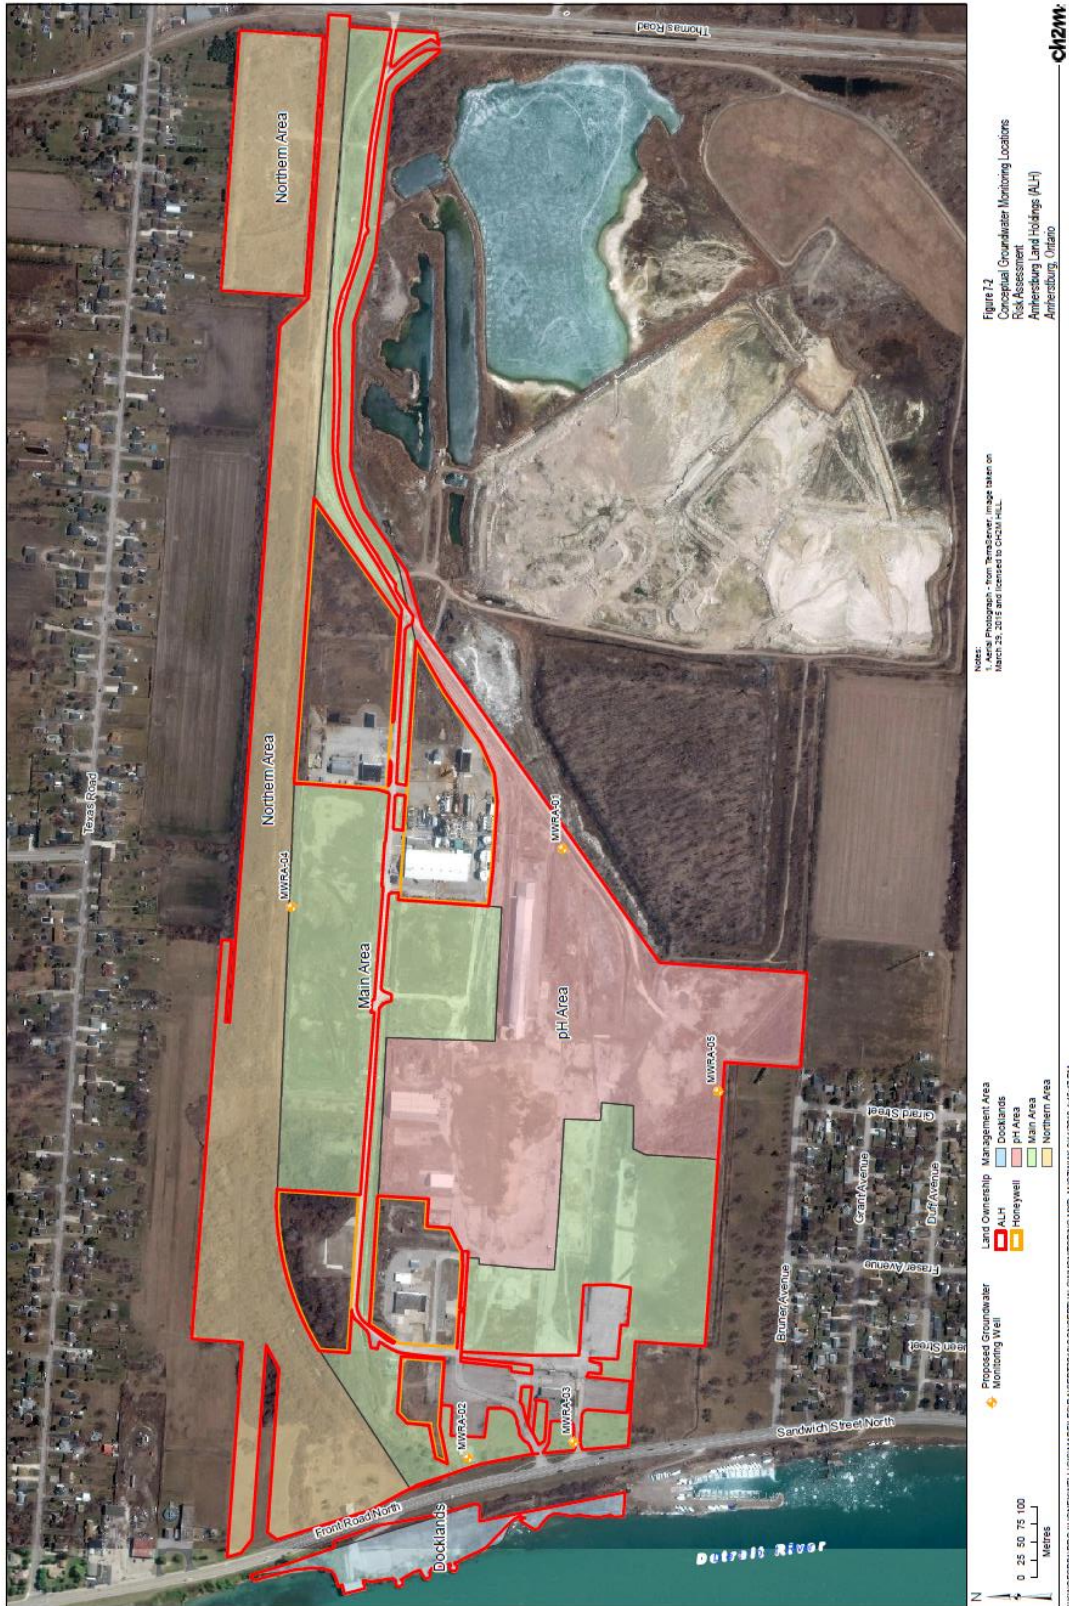 Thomas Road
Northern Area
Texas Road
Northern Area
MWRA-04
Main Area
MWRA-01
pH Area
MWRA-05
MWRA-02
MWRA-03
Front Road North
Docklands
Sandwich Street North
Detroit River
Bruner Avenue
Grant Avenue
Duff Avenue
Fraser Avenue
Girard Street
een Street
N
0 25 50 75 100
Metres
Proposed Groundwater
Monitoring Well
Land Ownership
ALH
Honeywell
Management Area
Docklands
pH Area
Main Area
Northern Area
Notes:
1. Aerial Photograph - from TerraServer, Image taken on
March 29, 2015 and licensed to CH2M HILL.
Figure 7-2
Conceptual Groundwater Monitoring Locations
Risk Assessment
Amherstburg Land Holdings (ALH)
Amherstburg, Ontario
ch2m